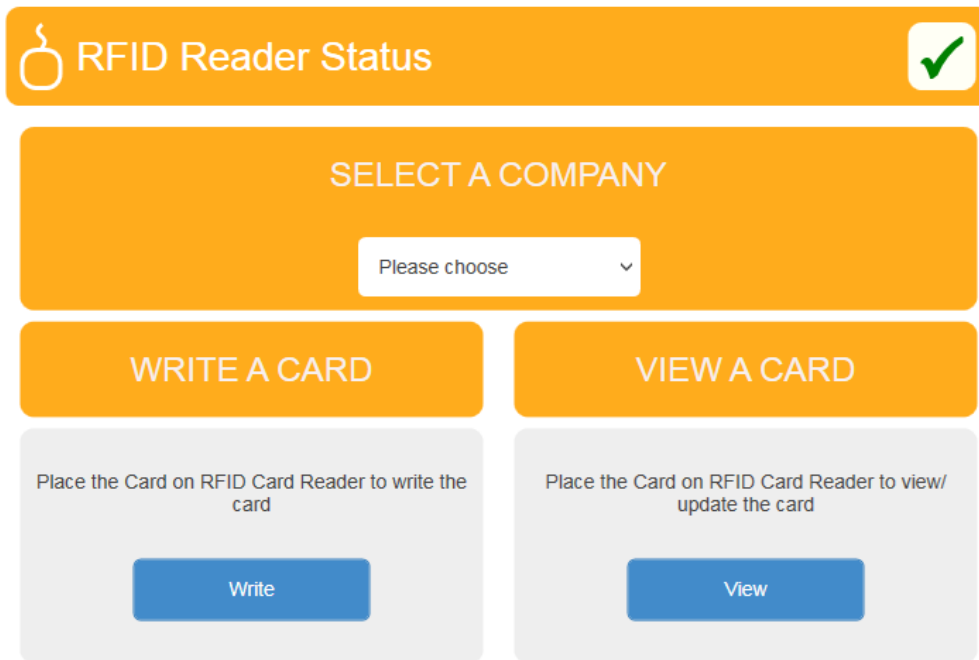 RFID Reader Status
SELECT A COMPANY
Please choose
WRITE A CARD
Place the Card on RFID Card Reader to write the
card
Write
VIEW A CARD
Place the Card on RFID Card Reader to view/
update the card
View